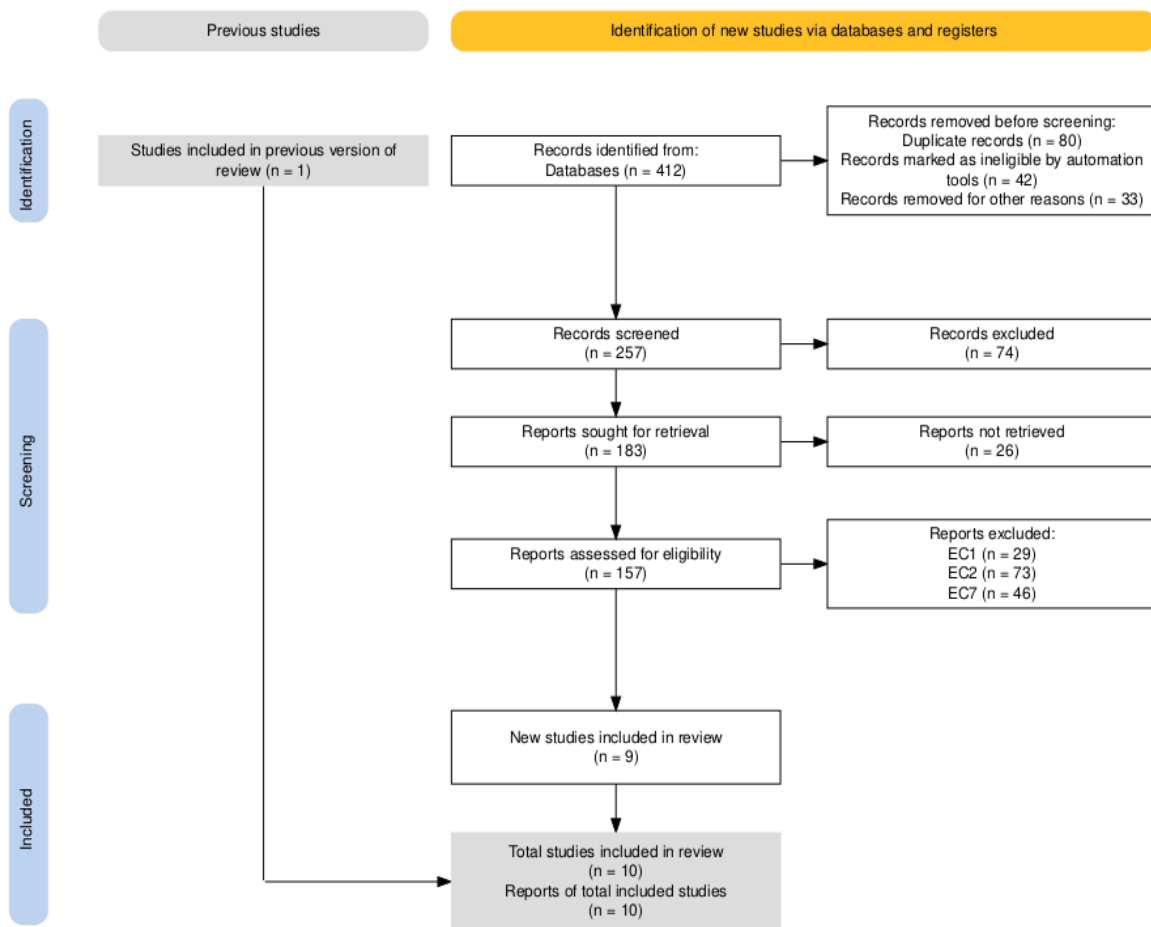 Previous studies
Identification of new studies via databases and registers
Identification
Studies included in previous version of
review (n = 1)
Records identified from:
Databases (n = 412)
Records removed before screening:
Duplicate records (n = 80)
Records marked as ineligible by automation
tools (n = 42)
Records removed for other reasons (n = 33)
Screening
Records screened
(n = 257)
Records excluded
(n = 74)
Reports sought for retrieval
(n = 183)
Reports not retrieved
(n = 26)
Reports assessed for eligibility
(n = 157)
Reports excluded:
EC1 (n = 29)
EC2 (n = 73)
EC7 (n = 46)
Included
New studies included in review
(n = 9)
Total studies included in review
(n = 10)
Reports of total included studies
(n = 10)